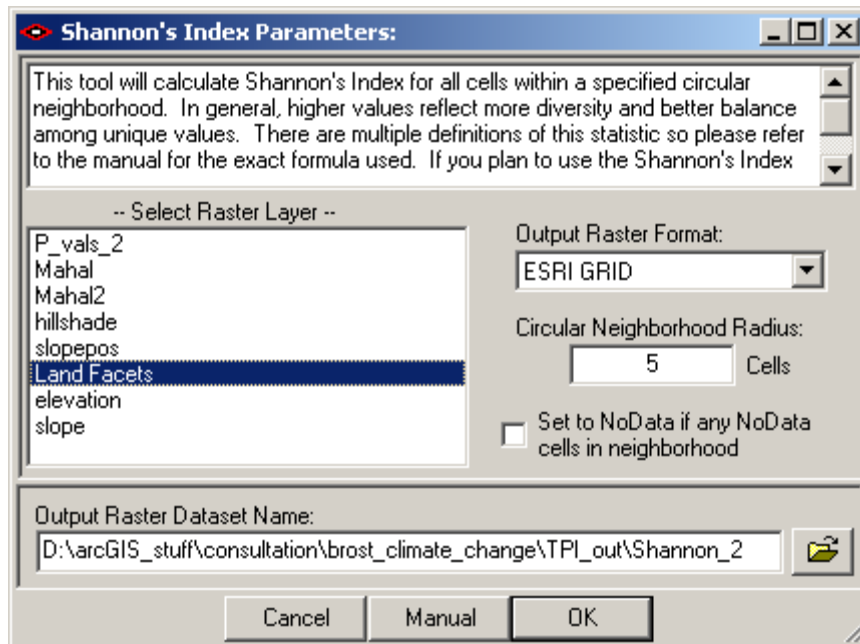 Shannon's Index Parameters:
This tool will calculate Shannon's Index for all cells within a specified circular
neighborhood. In general, higher values reflect more diversity and better balance
among unique values. There are multiple definitions of this statistic so please refer
to the manual for the exact formula used. If you plan to use the Shannon's Index
-- Select Raster Layer --
P_vals_2
Mahal
Mahal2
hillshade
slopepos
Land Facets
elevation
slope
Output Raster Format:
ESRI GRID
Circular Neighborhood Radius:
5 Cells
Set to NoData if any NoData
cells in neighborhood
Output Raster Dataset Name:
D:\arcGIS_stuff\consultation\brost_climate_change\TPI_out\Shannon_2
Cancel Manual OK